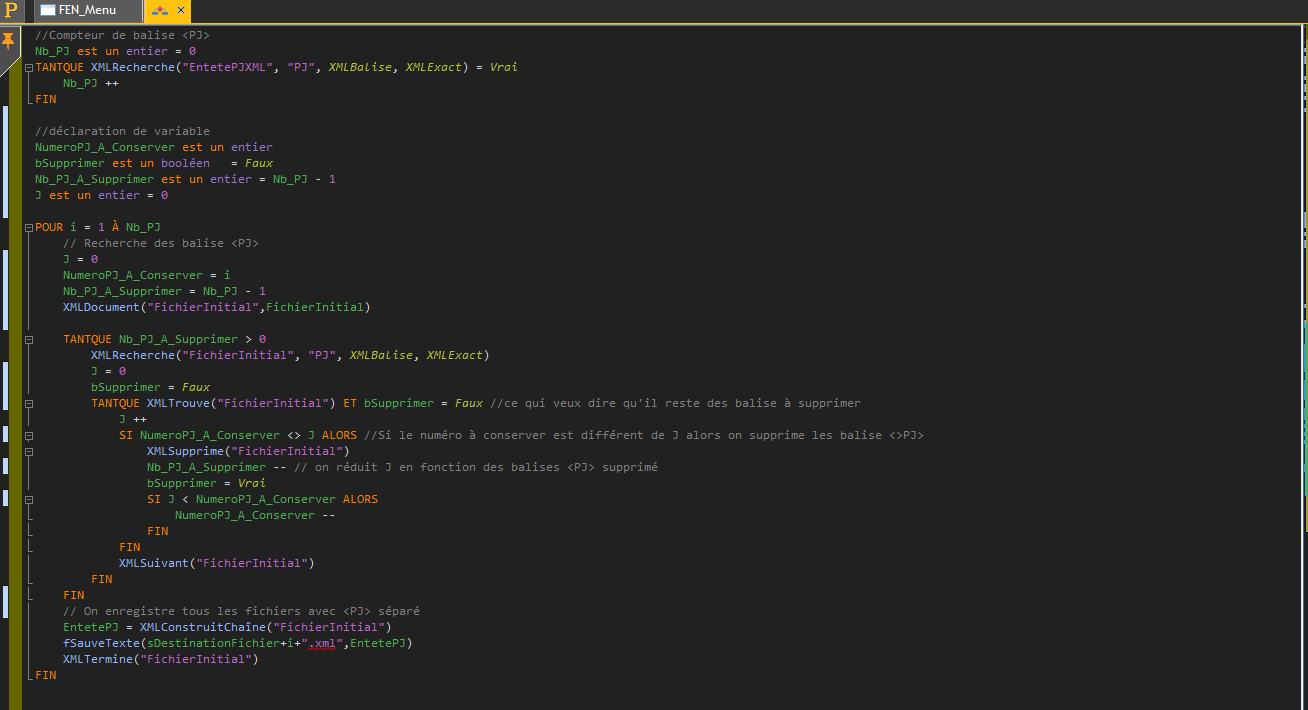 P FEN_Menu ×
//Compteur de balise <PJ>
Nb_PJ est un entier = 0
TANTQUE XMLRecherche("EntetePJXML", "PJ", XMLBalise, XMLExact) = Vrai
Nb_PJ ++
FIN
//déclaration de variable
NumeroPJ_A_Conserver est un entier
bSupprimer est un booléen = Faux
Nb_PJ_A_Supprimer est un entier = Nb_PJ - 1
J est un entier = 0
POUR i = 1 À Nb_PJ
// Recherche des balise <PJ>
J = 0
NumeroPJ_A_Conserver = i
Nb_PJ_A_Supprimer = Nb_PJ - 1
XMLDocument("FichierInitial",FichierInitial)
TANTQUE Nb_PJ_A_Supprimer > 0
XMLRecherche("FichierInitial", "PJ", XMLBalise, XMLExact)
J = 0
bSupprimer = Faux
TANTQUE XMLTrouve("FichierInitial") ET bSupprimer = Faux //ce qui veux dire qu'il reste des balise à supprimer
J ++
SI NumeroPJ_A_Conserver <> J ALORS //Si le numéro à conserver est différent de J alors on supprime les balise <>PJ>
XMLSupprime("FichierInitial")
Nb_PJ_A_Supprimer -- // on réduit J en fonction des balises <PJ> supprimé
bSupprimer = Vrai
SI J < NumeroPJ_A_Conserver ALORS
NumeroPJ_A_Conserver --
FIN
FIN
XMLSuivant("FichierInitial")
FIN
FIN
// On enregistre tous les fichiers avec <PJ> séparé
EntetePJ = XMLConstruitChaîne("FichierInitial")
fSauveTexte(sDestinationFichier+i+".xml",EntetePJ)
XMLTermine("FichierInitial")
FIN